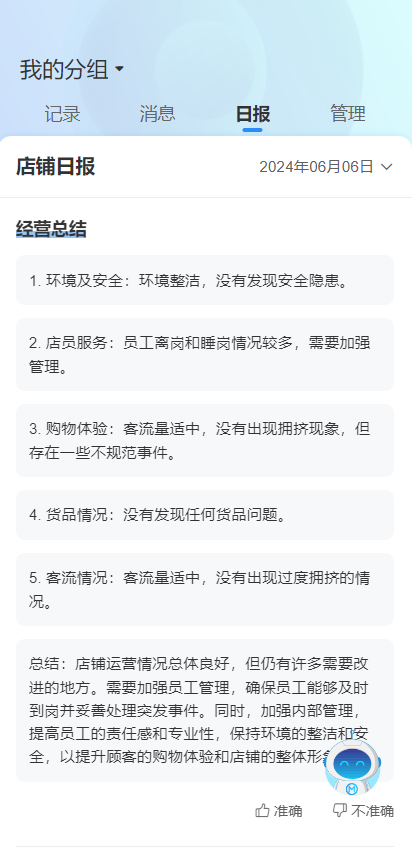 我的分组
记录 消息 日报 管理
店铺日报 2024年06月06日
经营总结
1. 环境及安全：环境整洁，没有发现安全隐患。
2. 店员服务：员工离岗和睡岗情况较多，需要加强
管理。
3. 购物体验：客流量适中，没有出现拥挤现象，但
存在一些不规范事件。
4. 货品情况：没有发现任何货品问题。
5. 客流情况：客流量适中，没有出现过度拥挤的情
况。
总结：店铺运营情况总体良好，但仍有许多需要改
进的地方。需要加强员工管理，确保员工能够及时
到岗并妥善处理突发事件。同时，加强内部管理，
提高员工的责任感和专业性，保持环境的整洁和安
全，以提升顾客的购物体验和店铺的整体形
准确 不准确